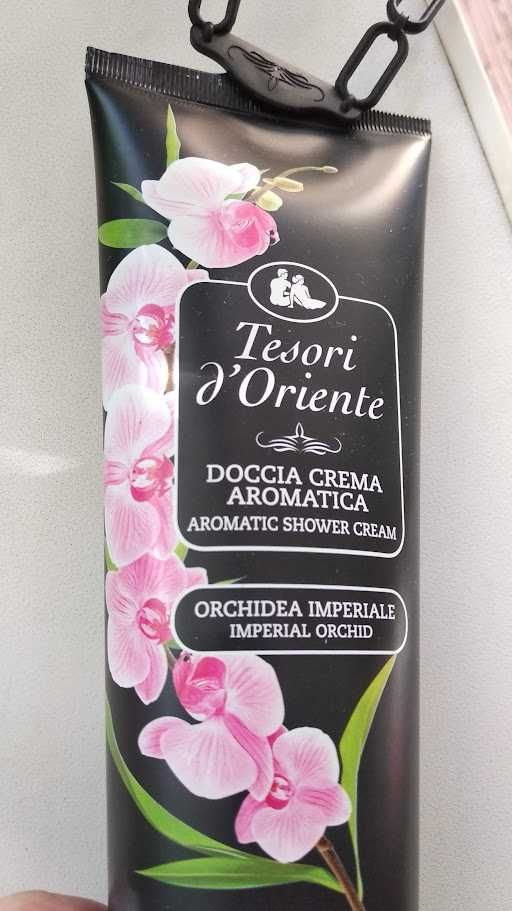 Tesori
d'Oriente
DOCCIA CREMA
AROMATICA
AROMATIC SHOWER CREAM
ORCHIDEA IMPERIALE
IMPERIAL ORCHID